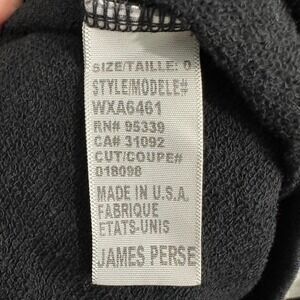 SIZE/TAILLE: 0
STYLE/MODELE#
WXA6461
RN# 95339
CA# 31092
CUT/COUPE#
018098
MADE IN U.S.A.
FABRIQUE
ETATS-UNIS
JAMES PERSE